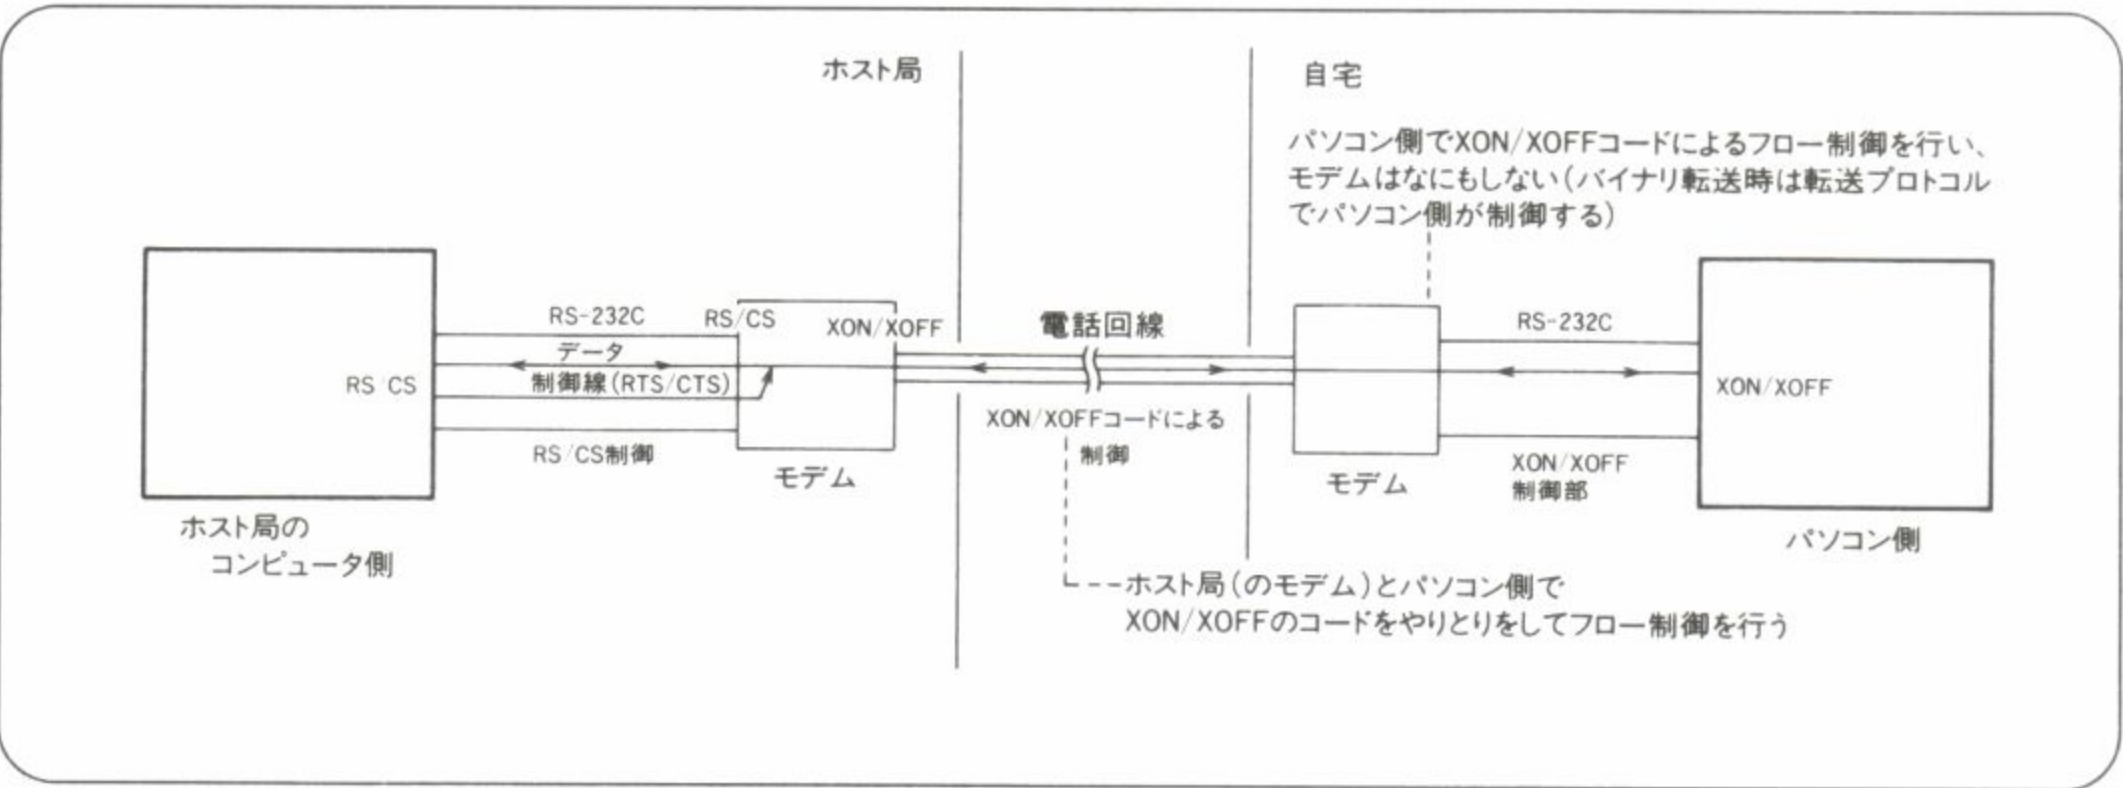 ホスト局
自宅
パソコン側でXON/XOFFコードによるフロー制御を行い、
モデムはなにもしない(バイナリ転送時は転送プロトコル
でパソコン側が制御する)
RS-232C
RS/CS
XON/XOFF
電話回線
RS-232C
データ
RS/CS
制御線(RTS/CTS)
XON/XOFF
XON/XOFFコードによる
制御
RS/CS制御
モデム
モデム
XON/XOFF
制御部
ホスト局の
コンピュータ側
パソコン側
ホスト局(のモデム)とパソコン側で
XON/XOFFのコードをやりとりをしてフロー制御を行う